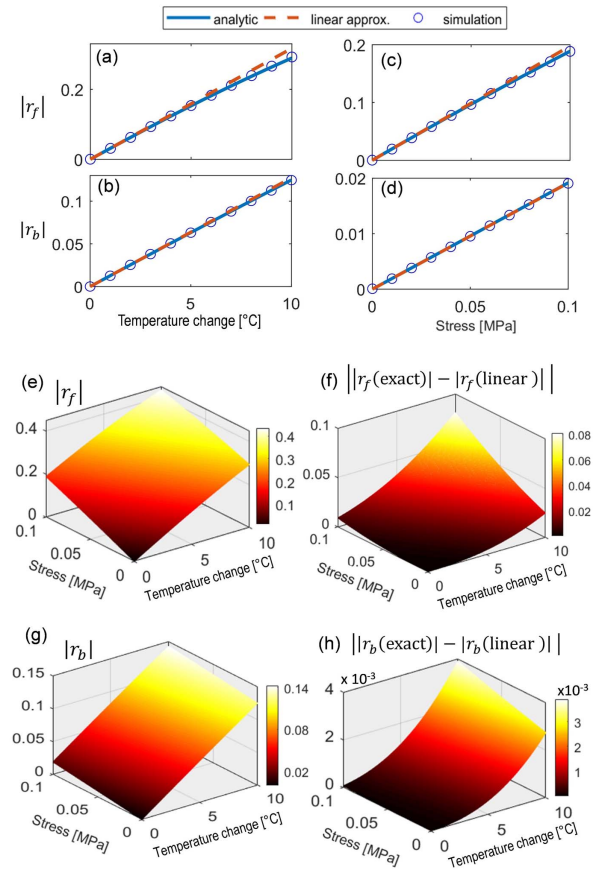 analytic linear approx. simulation
(a) (c)
|r_f|
0.2
0
0.2
0.1
0
(b) (d)
|r_b|
0.1
0.05
0
0.02
0.01
0
0 5 10
0 0.05 0.1
Temperature change [°C] Stress [MPa]
(e) |r_f|
0.4
0.2
0
0.1
0.05
0
0 5 10
Stress [MPa]
Temperature change [°C]
0.4
0.3
0.2
0.1
(f) ||r_f(exact)| − |r_f(linear )| |
0.1
0.05
0
0.1
0.05
0
0 5 10
Stress [MPa]
Temperature change [°C]
0.08
0.06
0.04
0.02
(g) |r_b|
0.15
0.1
0.05
0
0.1
0.05
0
0 5 10
Stress [MPa]
Temperature change [°C]
0.14
0.08
0.02
(h) ||r_b(exact)| − |r_b(linear )| |
x 10⁻³
4
2
0
0.1
0.05
0
0 5 10
Stress [MPa]
Temperature change [°C]
x10⁻³
3
2
1